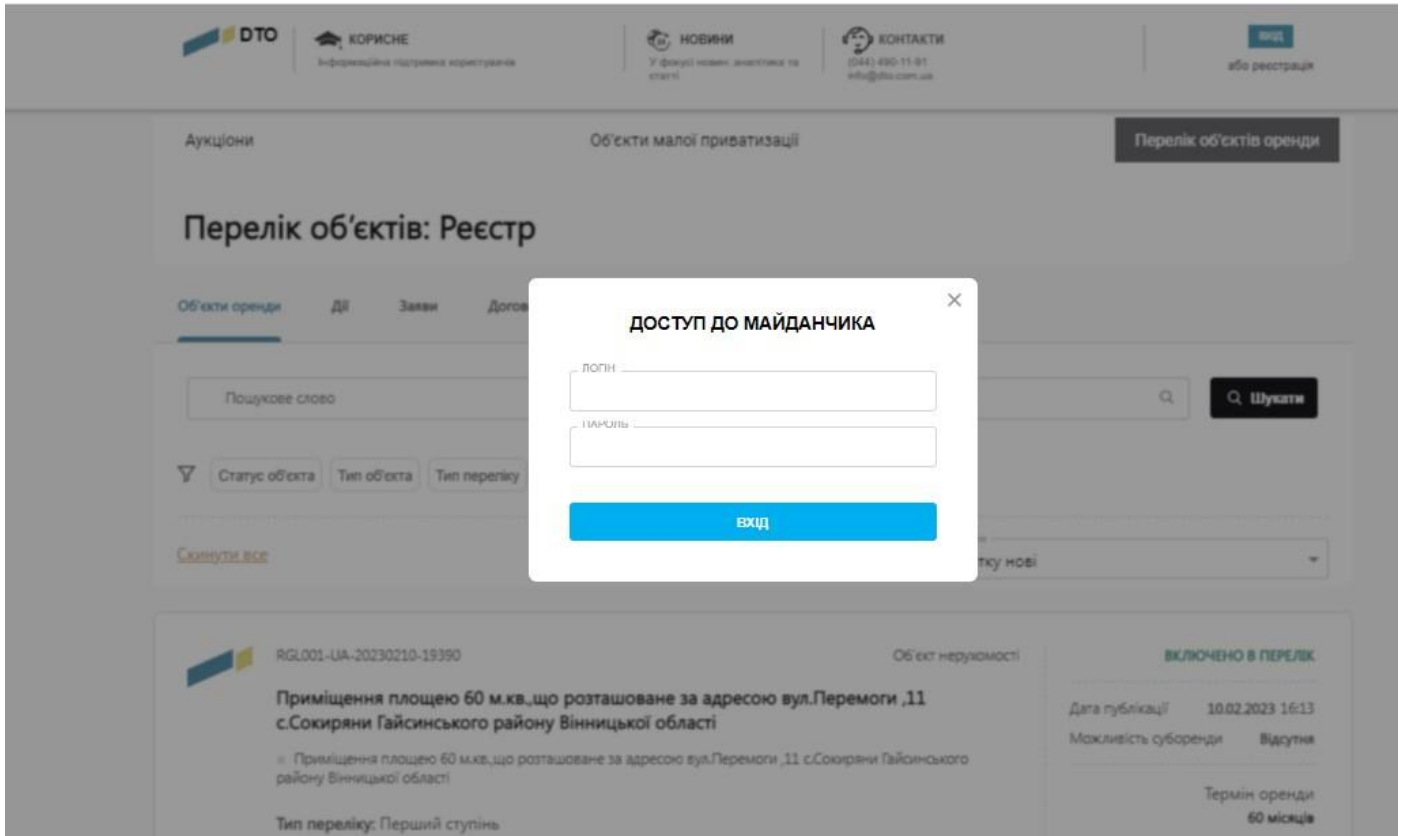 DTO
КОРИСНЕ
Інформаційна підтримка користувачів
НОВИНИ
У фокусі новин: аналітика та
статті
КОНТАКТИ
(044) 490-11-91
info@dto.com.ua
ВХІД
або реєстрація
Аукціони
Об'єкти малої приватизації
Перелік об'єктів оренди
Перелік об'єктів: Реєстр
Об'єкти оренди
Дії
Заяви
Догов
ДОСТУП ДО МАЙДАНЧИКА
ЛОГІН
Пошукове слово
Шукати
ПАРОЛЬ
Статус об'єкта
Тип об'єкта
Тип переліку
ВХІД
Скинути все
тку нові
RGL001-UA-20230210-19390
Об'єкт нерухомості
ВКЛЮЧЕНО В ПЕРЕЛІК
Приміщення площею 60 м.кв.,що розташоване за адресою вул.Перемоги ,11
с.Сокиряни Гайсинського району Вінницької області
Дата публікації 10.02.2023 16:13
Можливість суборенди Відсутня
Приміщення площею 60 м.кв.,що розташоване за адресою вул.Перемоги ,11 с.Сокиряни Гайсинського
району Вінницької області
Термін оренди
60 місяців
Тип переліку: Перший ступінь